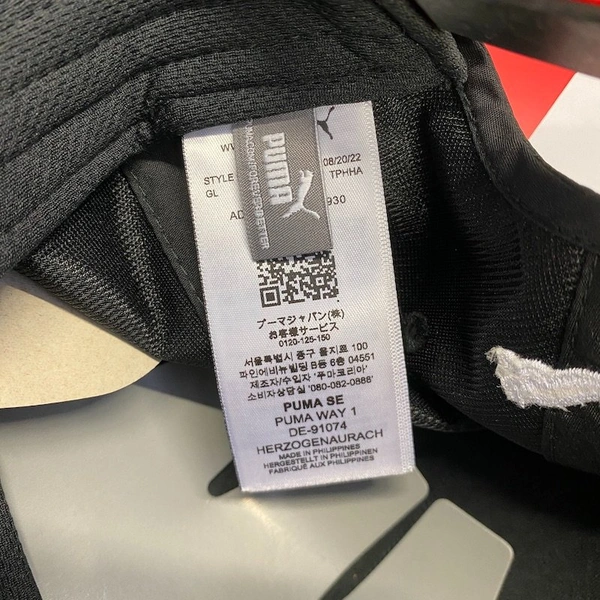 WW
08/20/22
STYLE
TPHHA
GL
AD
930
PUMA
プーマジャパン(株)
お客様サービス
0120-125-150
서울특별시 중구 을지로 100
파인에비뉴빌딩 B동 6층 04551
제조자/수입자 '푸마코리아'
소비자상담실 '080-082-0888'
PUMA SE
PUMA WAY 1
DE-91074
HERZOGENAURACH
MADE IN PHILIPPINES
HERGESTELLT IN PHILIPPINEN
FABRIQUÉ AUX PHILIPPINES